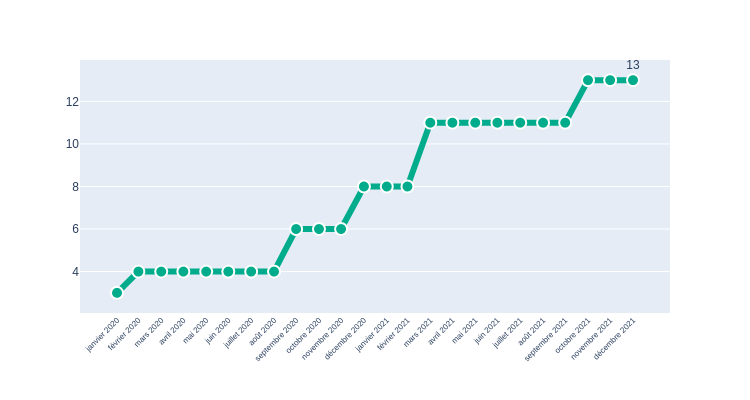 13
12
10
8
6
4
janvier 2020
février 2020
mars 2020
avril 2020
mai 2020
juin 2020
juillet 2020
août 2020
septembre 2020
octobre 2020
novembre 2020
décembre 2020
janvier 2021
février 2021
mars 2021
avril 2021
mai 2021
juin 2021
juillet 2021
août 2021
septembre 2021
octobre 2021
novembre 2021
décembre 2021